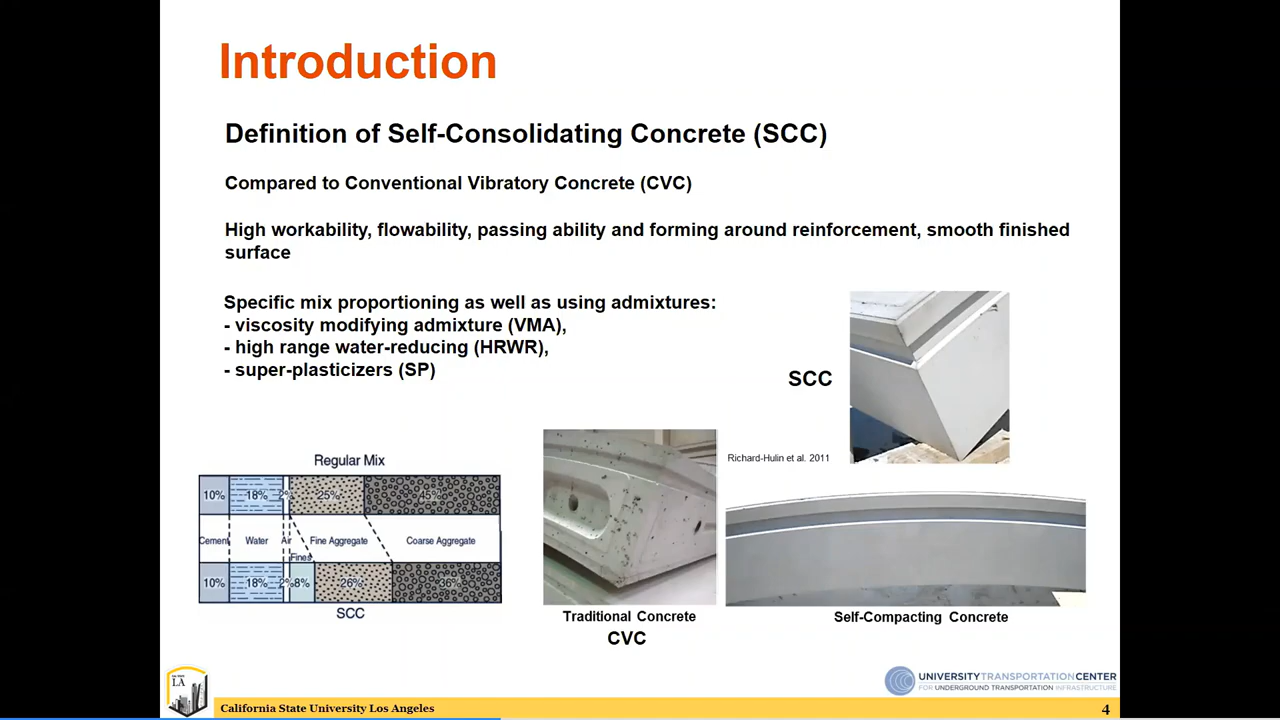 Introduction
Definition of Self-Consolidating Concrete (SCC)
Compared to Conventional Vibratory Concrete (CVC)
High workability, flowability, passing ability and forming around reinforcement, smooth finished
surface
Specific mix proportioning as well as using admixtures:
- viscosity modifying admixture (VMA),
- high range water-reducing (HRWR),
- super-plasticizers (SP)
SCC
Richard-Hulin et al. 2011
Regular Mix
10% 18% 2% 25% 45%
Cement Water Air Fine Aggregate Coarse Aggregate
Fines
10% 18% 2% 8% 26% 36%
SCC
Traditional Concrete
CVC
Self-Compacting Concrete
LA
UNIVERSITY TRANSPORTATION CENTER
FOR UNDERGROUND TRANSPORTATION INFRASTRUCTURE
California State University Los Angeles
4